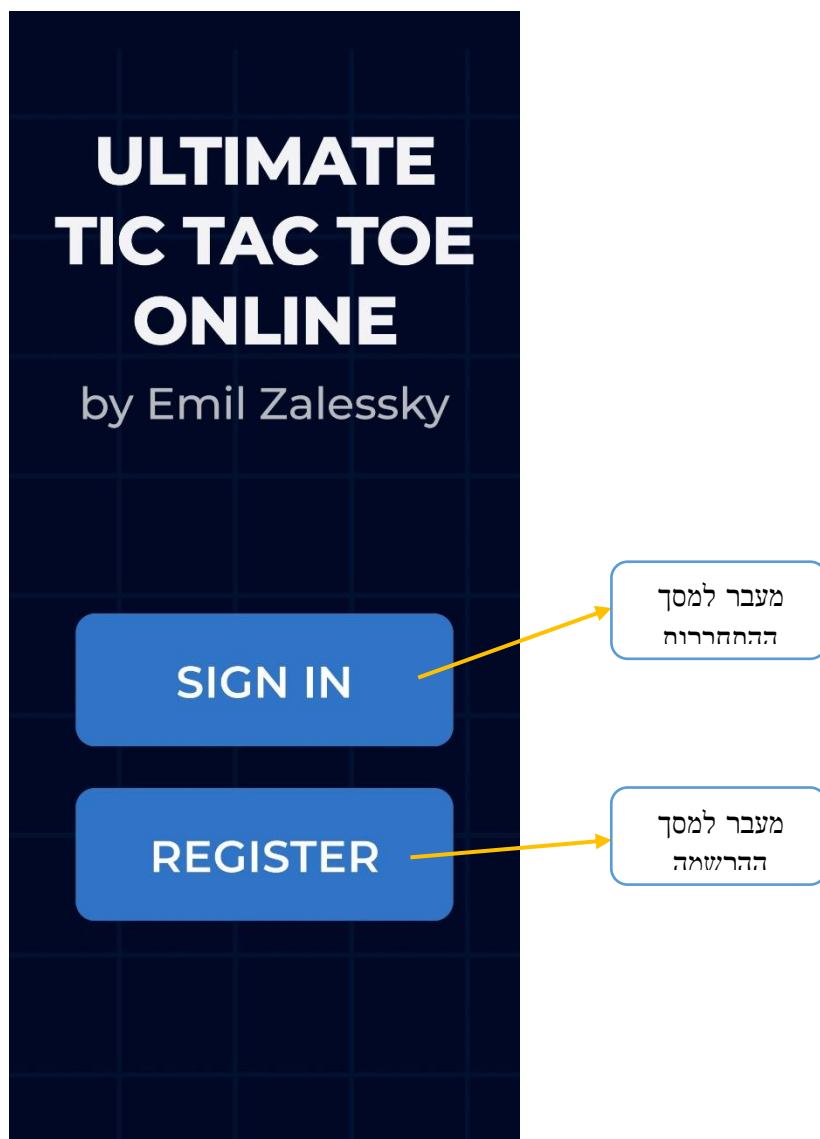 ULTIMATE
TIC TAC TOE
ONLINE
by Emil Zalessky
מעבר למסך
ההתחברות
SIGN IN
מעבר למסך
ההרשמה
REGISTER